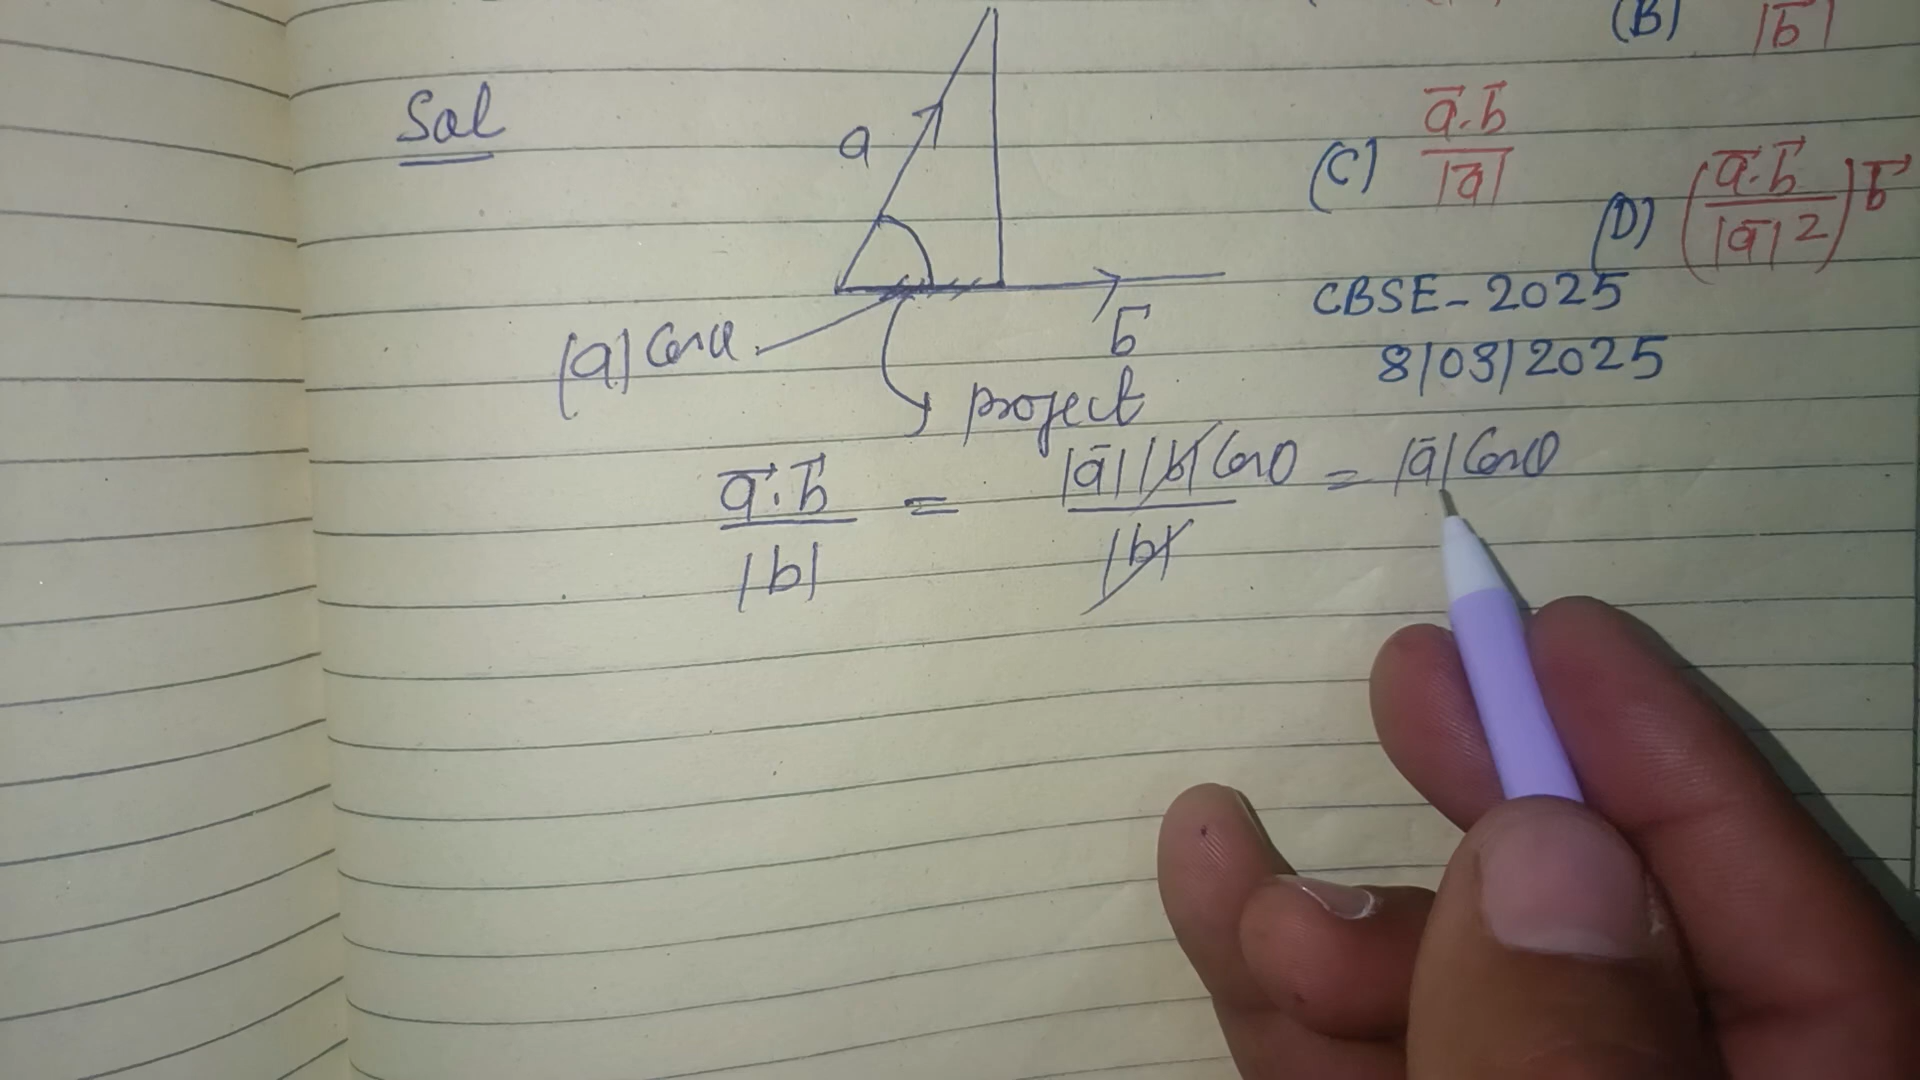 (B) |b̄|
Sol
a
(C) a⃗.b⃗ / |a⃗|
(D) (a⃗.b⃗ / |a⃗|2) b⃗
CBSE-2025
8/03/2025
|a| Cosθ
b⃗
project
a⃗.b⃗ / |b| = |a⃗| |b| Cosθ / |b| = |a⃗| Cosθ